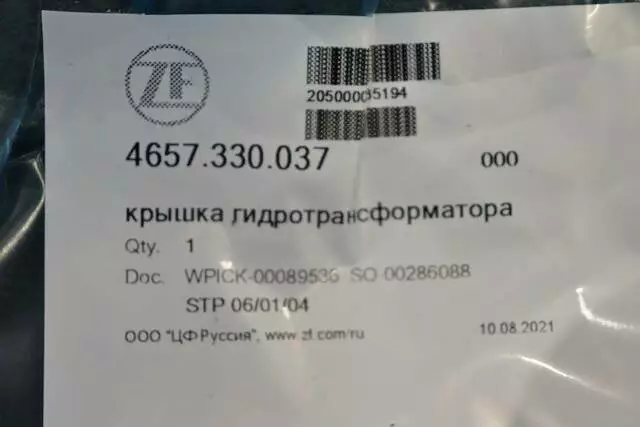 ZF
20500005194
4657.330.037 000
крышка гидротрансформатора
Qty. 1
Doc. WPICK-00089536 SO 00286088
STP 06/01/04
ООО "ЦФ Руссия", www.zf.com/ru 10.08.2021